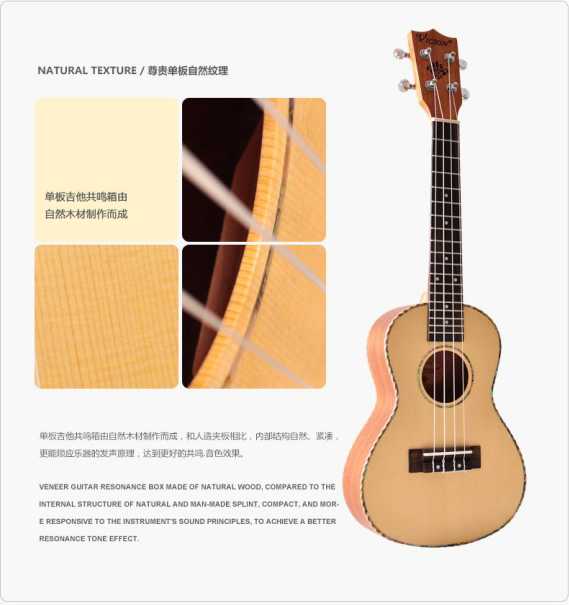 NATURAL TEXTURE / 尊贵单板自然纹理
单板吉他共鸣箱由
自然木材制作而成
单板吉他共鸣箱由自然木材制作而成，和人造夹板相比，内部结构自然、紧凑，
更能顺应乐器的发声原理，达到更好的共鸣.音色效果。
VENEER GUITAR RESONANCE BOX MADE OF NATURAL WOOD, COMPARED TO THE
INTERNAL STRUCTURE OF NATURAL AND MAN-MADE SPLINT, COMPACT, AND MOR-
E RESPONSIVE TO THE INSTRUMENT'S SOUND PRINCIPLES, TO ACHIEVE A BETTER
RESONANCE TONE EFFECT.